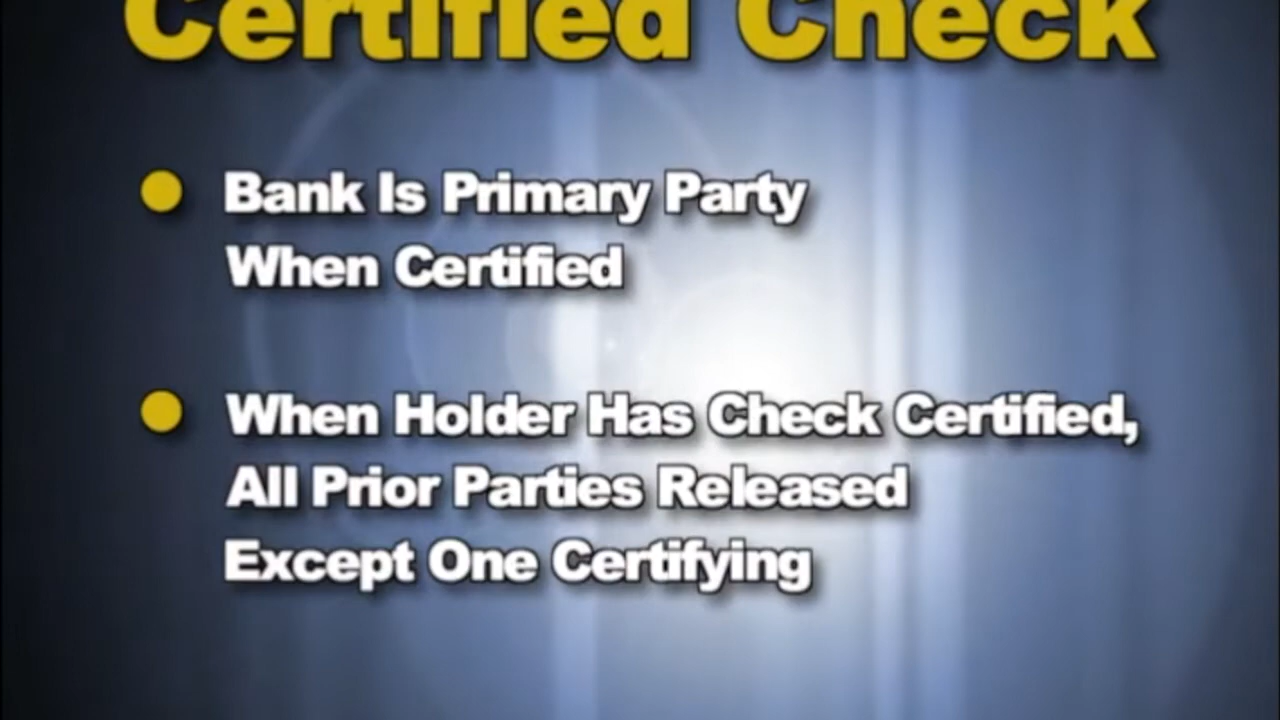 Certified Check
Bank Is Primary Party
When Certified
When Holder Has Check Certified,
All Prior Parties Released
Except One Certifying